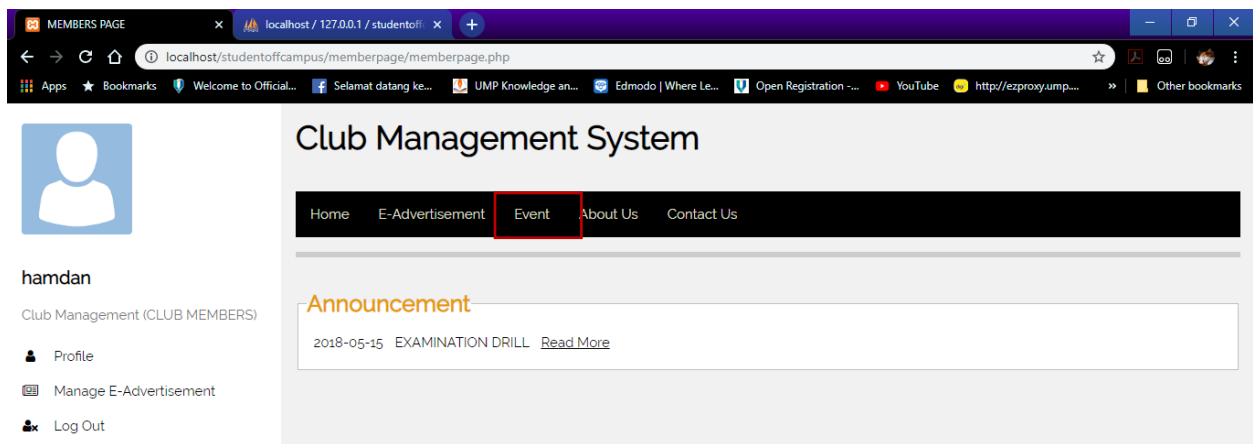 MEMBERS PAGE
localhost / 127.0.0.1 / studentoffc
localhost/studentoffcampus/memberpage/memberpage.php
Apps Bookmarks Welcome to Official... Selamat datang ke... UMP Knowledge an... Edmodo | Where Le... Open Registration -... YouTube http://ezproxy.ump.... » Other bookmarks
Club Management System
Home E-Advertisement Event About Us Contact Us
hamdan
Club Management (CLUB MEMBERS)
Profile
Manage E-Advertisement
Log Out
Announcement
2018-05-15 EXAMINATION DRILL Read More